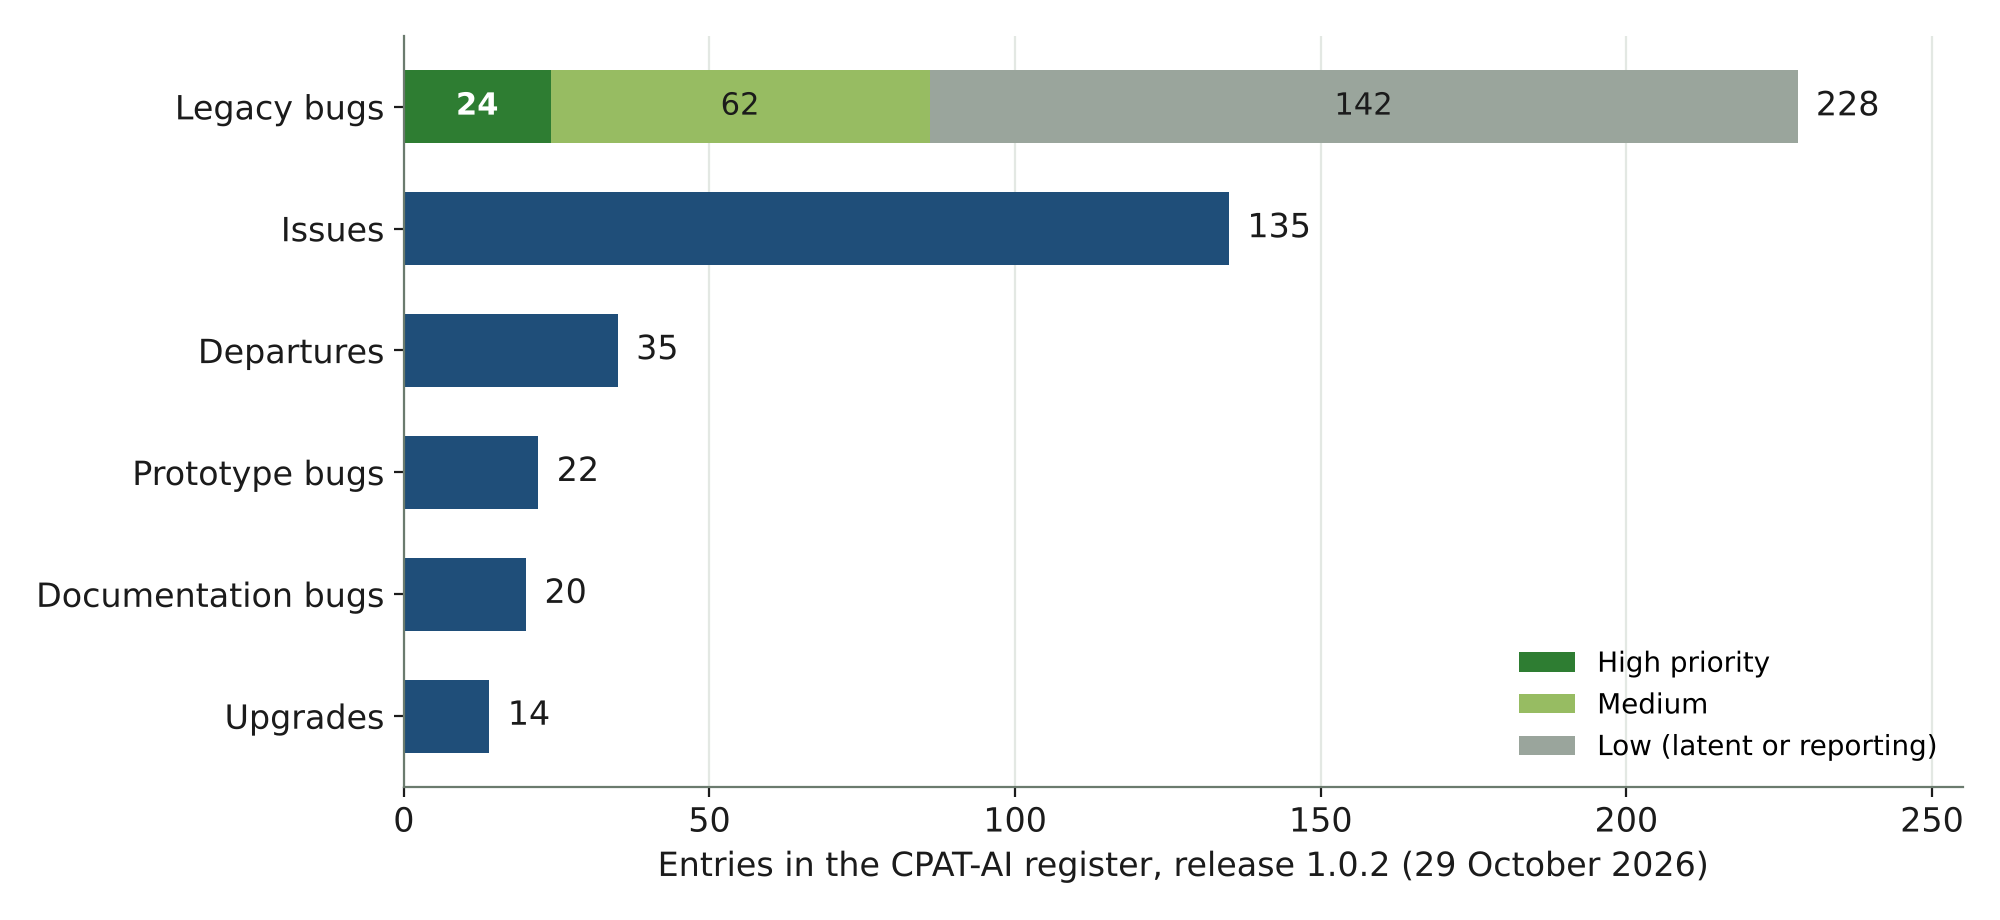 Legacy bugs 24 62 142 228
Issues 135
Departures 35
Prototype bugs 22
Documentation bugs 20
Upgrades 14
High priority
Medium
Low (latent or reporting)
0 50 100 150 200 250
Entries in the CPAT-AI register, release 1.0.2 (29 October 2026)